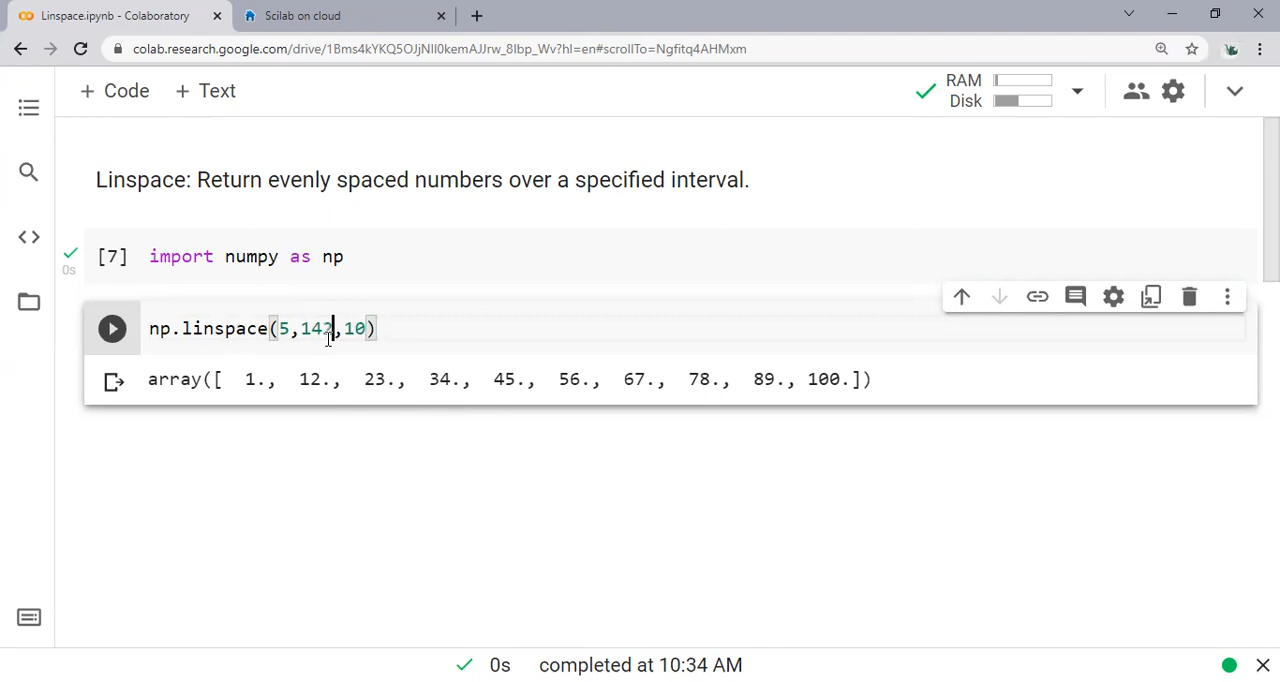 Linspace.ipynb - Colaboratory
Scilab on cloud
colab.research.google.com/drive/1Bms4kYKQ5OJjNlI0kemAJJrw_8Ibp_Wv?hl=en#scrollTo=Ngfitq4AHMxm
+ Code + Text
RAM
Disk
Linspace: Return evenly spaced numbers over a specified interval.
[7] import numpy as np
0s
np.linspace(5,142,10)
array([ 1., 12., 23., 34., 45., 56., 67., 78., 89., 100.])
0s completed at 10:34 AM